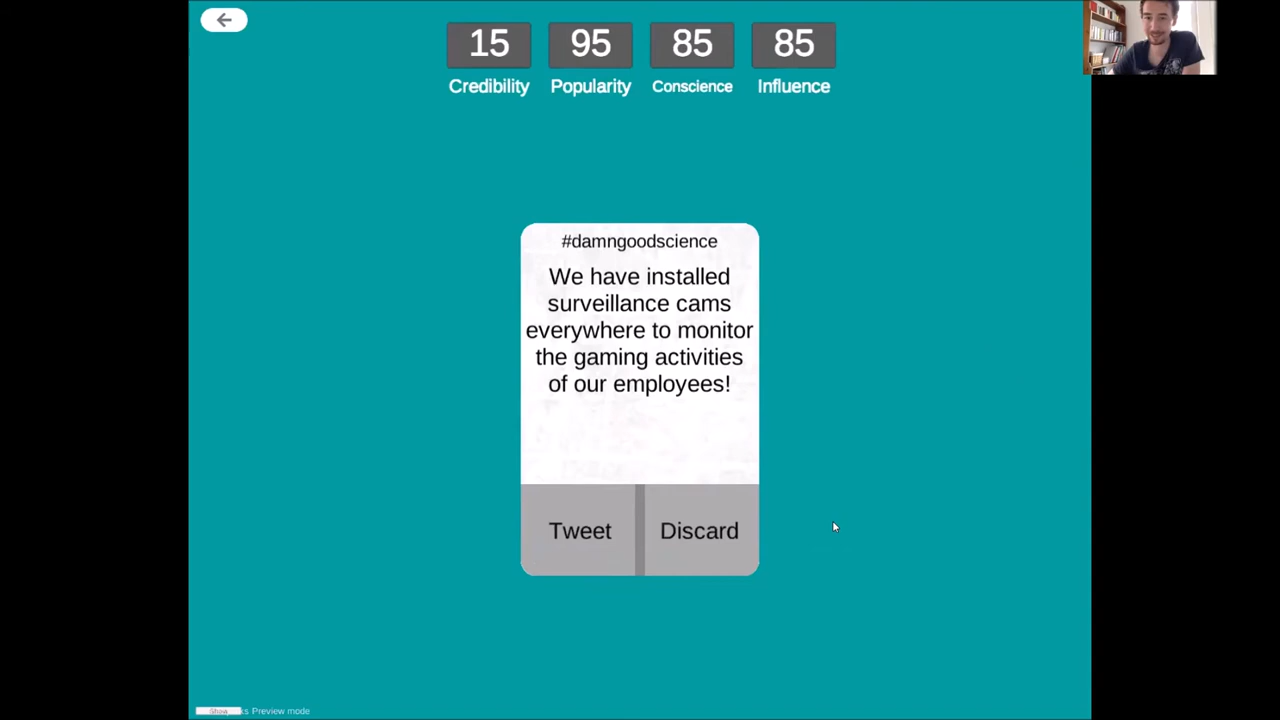 15 95 85 85
Credibility Popularity Conscience Influence
#damngoodscience
We have installed
surveillance cams
everywhere to monitor
the gaming activities
of our employees!
Tweet Discard
Preview mode